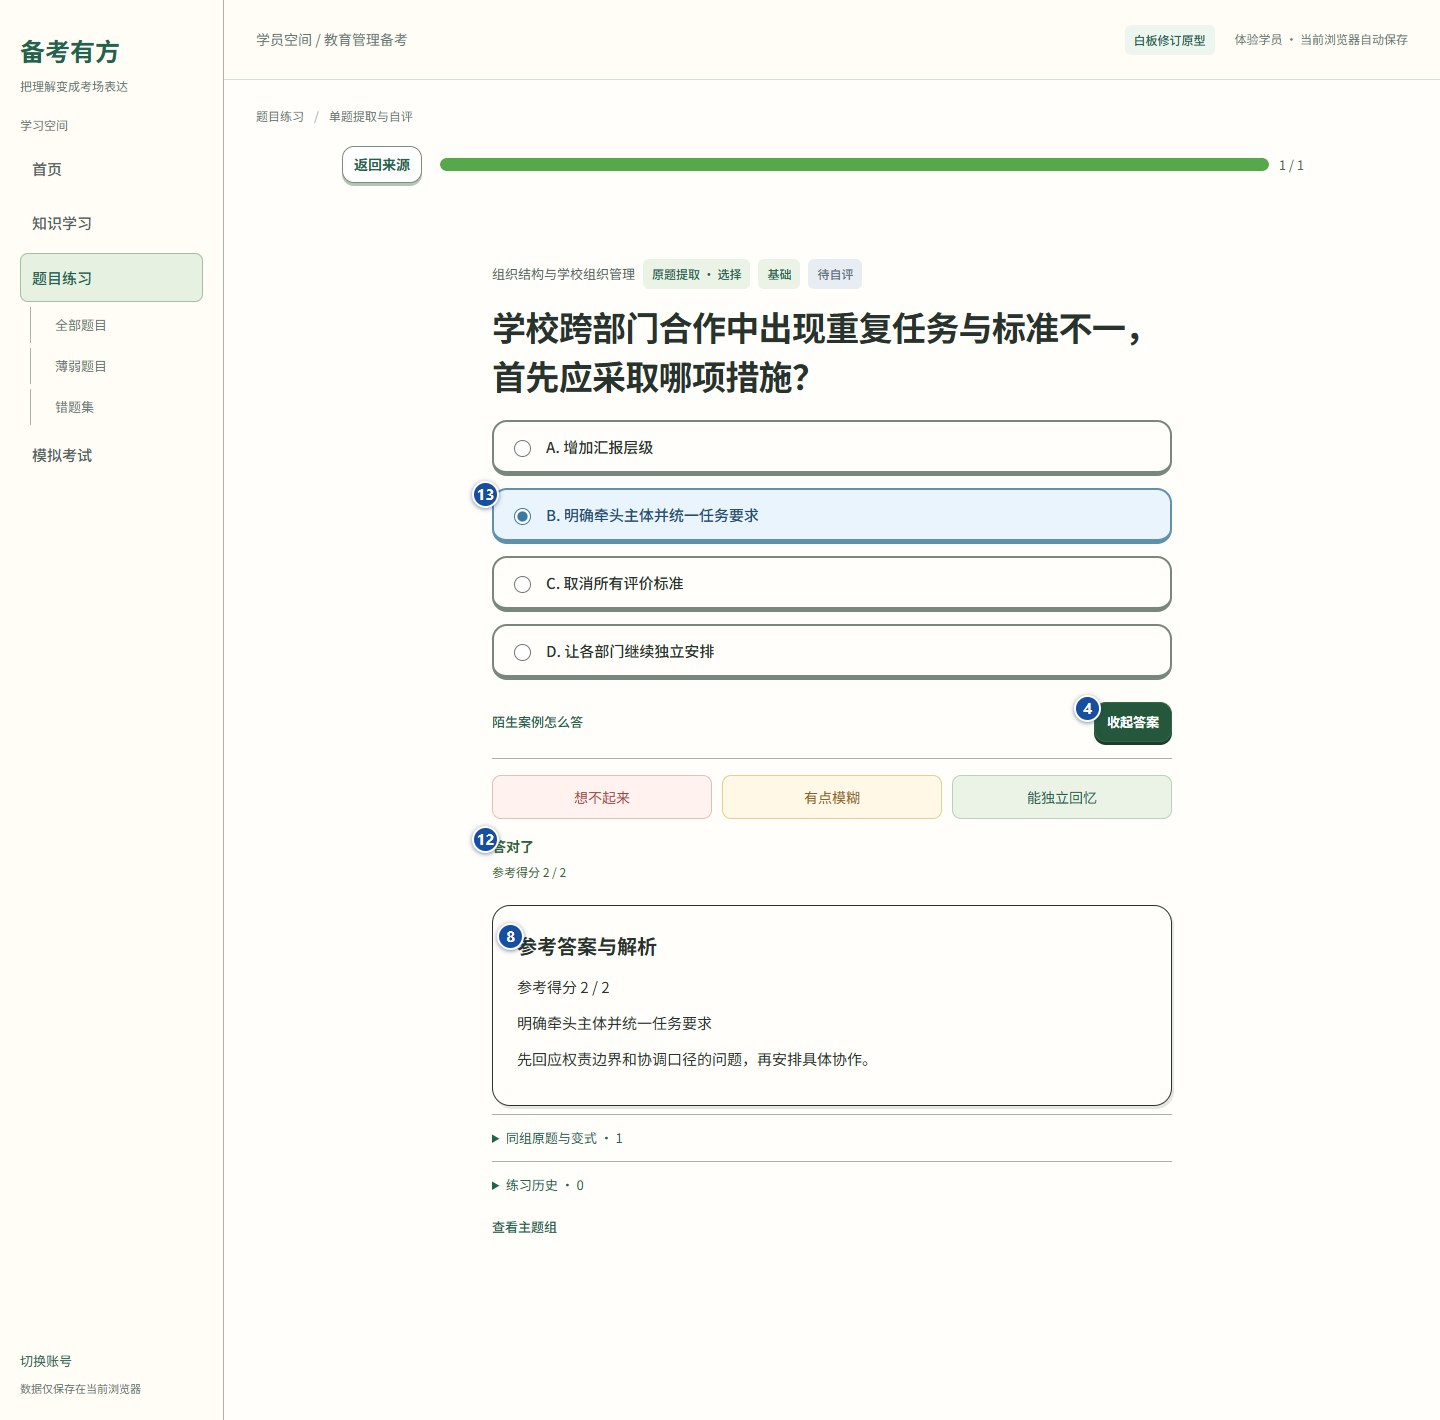 备考有方
把理解变成考场表达
学习空间
首页
知识学习
题目练习
全部题目
薄弱题目
错题集
模拟考试
切换账号
数据仅保存在当前浏览器
学员空间 / 教育管理备考
白板修订原型
体验学员 · 当前浏览器自动保存
题目练习 / 单题提取与自评
返回来源
1 / 1
组织结构与学校组织管理 原题提取 · 选择 基础 待自评
学校跨部门合作中出现重复任务与标准不一，
首先应采取哪项措施？
A. 增加汇报层级
13
B. 明确牵头主体并统一任务要求
C. 取消所有评价标准
D. 让各部门继续独立安排
陌生案例怎么答
4
收起答案
想不起来 有点模糊 能独立回忆
12
答对了
参考得分 2 / 2
8
参考答案与解析
参考得分 2 / 2
明确牵头主体并统一任务要求
先回应权责边界和协调口径的问题，再安排具体协作。
▶ 同组原题与变式 · 1
▶ 练习历史 · 0
查看主题组